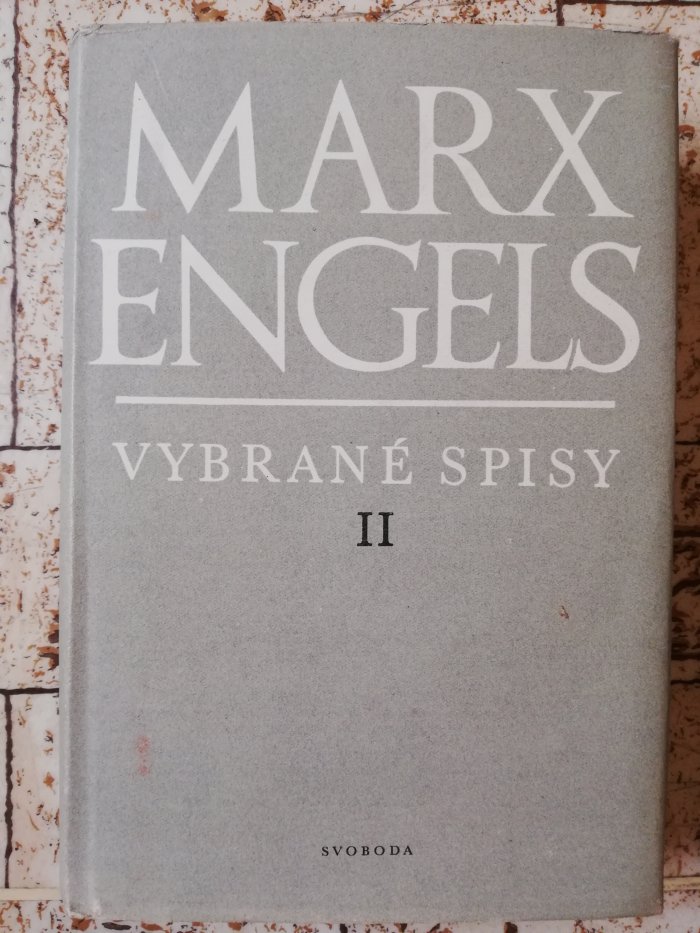 MARX
ENGELS
VYBRANÉ SPISY
II
SVOBODA